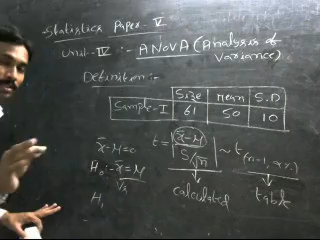 Statistics Paper-V
Unit-IV :- ANOVA (Analysis of Variance)
Definition :-
Size Mean S.D
Sample-I 61 50 10
x̄-μ=0 t = |x̄-μ / S/√n| ~ t(n-1, α%)
H₀:- x̄=μ
V/s calculated table
H₁